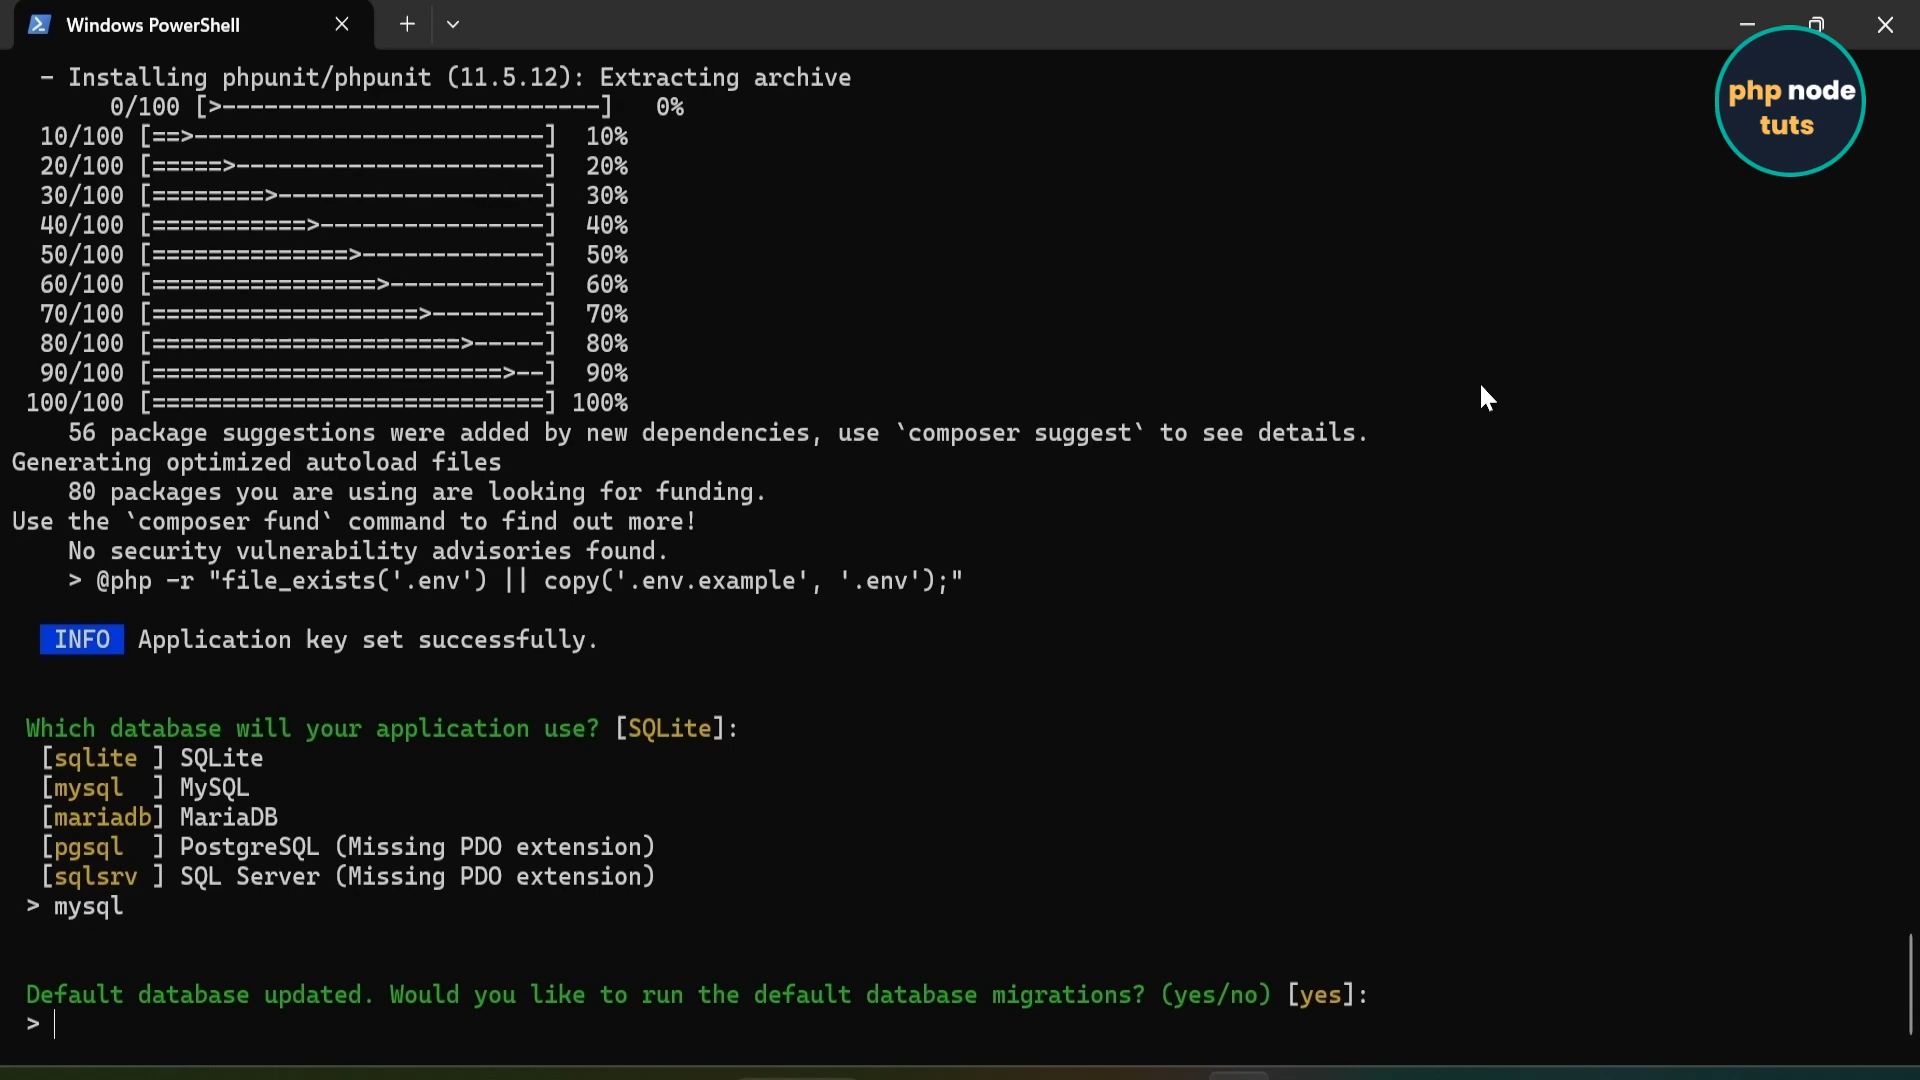 Windows PowerShell
php node
tuts
- Installing phpunit/phpunit (11.5.12): Extracting archive
0/100 [>---------------------------] 0%
10/100 [==>-------------------------] 10%
20/100 [=====>----------------------] 20%
30/100 [========>-------------------] 30%
40/100 [===========>----------------] 40%
50/100 [==============>-------------] 50%
60/100 [================>-----------] 60%
70/100 [===================>--------] 70%
80/100 [======================>-----] 80%
90/100 [=========================>--] 90%
100/100 [============================] 100%
56 package suggestions were added by new dependencies, use `composer suggest` to see details.
Generating optimized autoload files
80 packages you are using are looking for funding.
Use the `composer fund` command to find out more!
No security vulnerability advisories found.
> @php -r "file_exists('.env') || copy('.env.example', '.env');"
INFO Application key set successfully.
Which database will your application use? [SQLite]:
[sqlite ] SQLite
[mysql  ] MySQL
[mariadb] MariaDB
[pgsql  ] PostgreSQL (Missing PDO extension)
[sqlsrv ] SQL Server (Missing PDO extension)
> mysql
Default database updated. Would you like to run the default database migrations? (yes/no) [yes]:
>